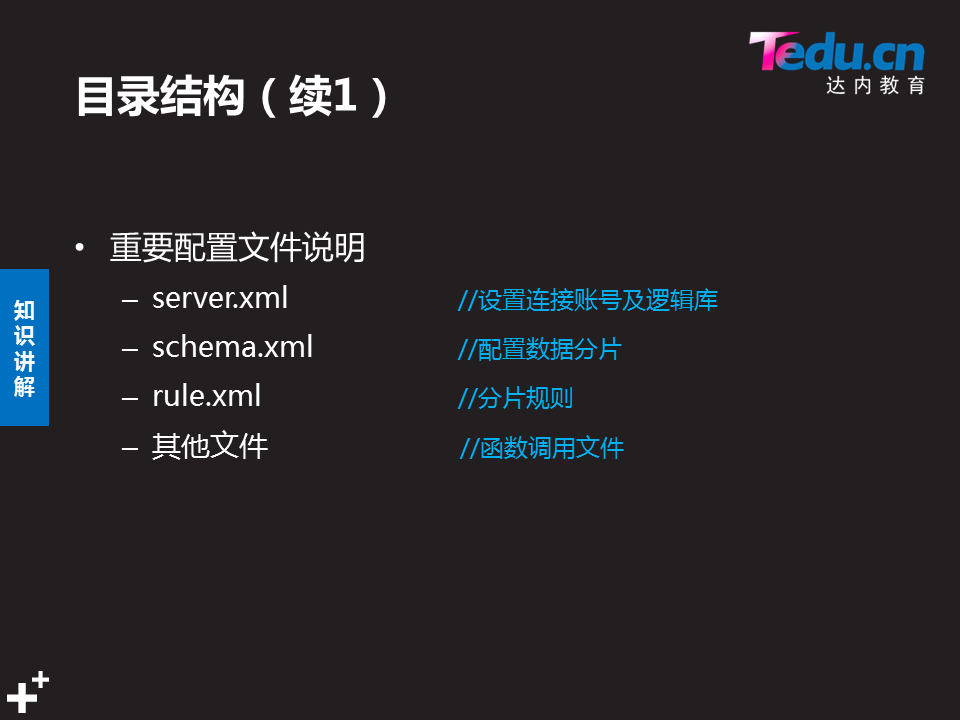 Tedu.cn
达内教育
目录结构（续1）
• 重要配置文件说明
– server.xml //设置连接账号及逻辑库
– schema.xml //配置数据分片
– rule.xml //分片规则
– 其他文件 //函数调用文件
知
识
讲
解